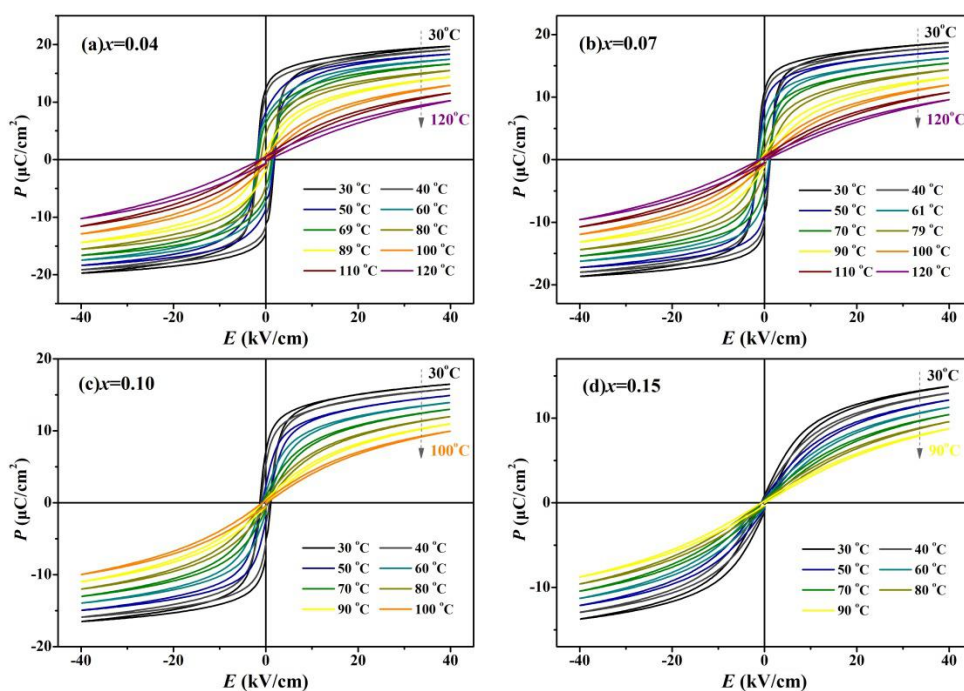 (a)x=0.04
30°C
120°C
P (μC/cm²)
20
10
0
-10
-20
30 °C 40 °C
50 °C 60 °C
69 °C 80 °C
89 °C 100 °C
110 °C 120 °C
-40 -20 0 20 40
E (kV/cm)
(b)x=0.07
30°C
120°C
P (μC/cm²)
20
10
0
-10
-20
30 °C 40 °C
50 °C 61 °C
70 °C 79 °C
90 °C 100 °C
110 °C 120 °C
-40 -20 0 20 40
E (kV/cm)
(c)x=0.10
30°C
100°C
P (μC/cm²)
20
10
0
-10
-20
30 °C 40 °C
50 °C 60 °C
70 °C 80 °C
90 °C 100 °C
-40 -20 0 20 40
E (kV/cm)
(d)x=0.15
30°C
90°C
P (μC/cm²)
10
0
-10
30 °C 40 °C
50 °C 60 °C
70 °C 80 °C
90 °C
-40 -20 0 20 40
E (kV/cm)